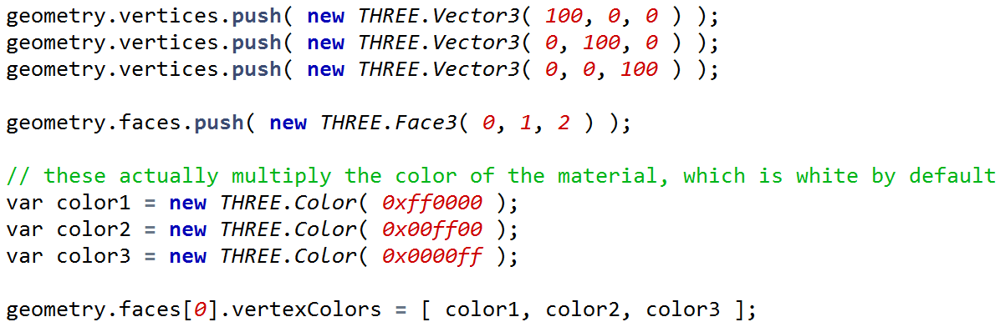 geometry.vertices.push( new THREE.Vector3( 100, 0, 0 ) );
geometry.vertices.push( new THREE.Vector3( 0, 100, 0 ) );
geometry.vertices.push( new THREE.Vector3( 0, 0, 100 ) );
geometry.faces.push( new THREE.Face3( 0, 1, 2 ) );
// these actually multiply the color of the material, which is white by default
var color1 = new THREE.Color( 0xff0000 );
var color2 = new THREE.Color( 0x00ff00 );
var color3 = new THREE.Color( 0x0000ff );
geometry.faces[0].vertexColors = [ color1, color2, color3 ];